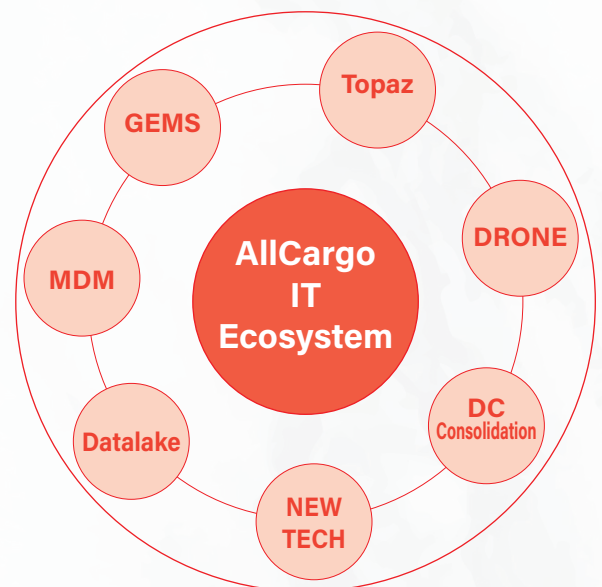 Topaz
GEMS
DRONE
AllCargo
IT
Ecosystem
MDM
DC
Consolidation
Datalake
NEW
TECH